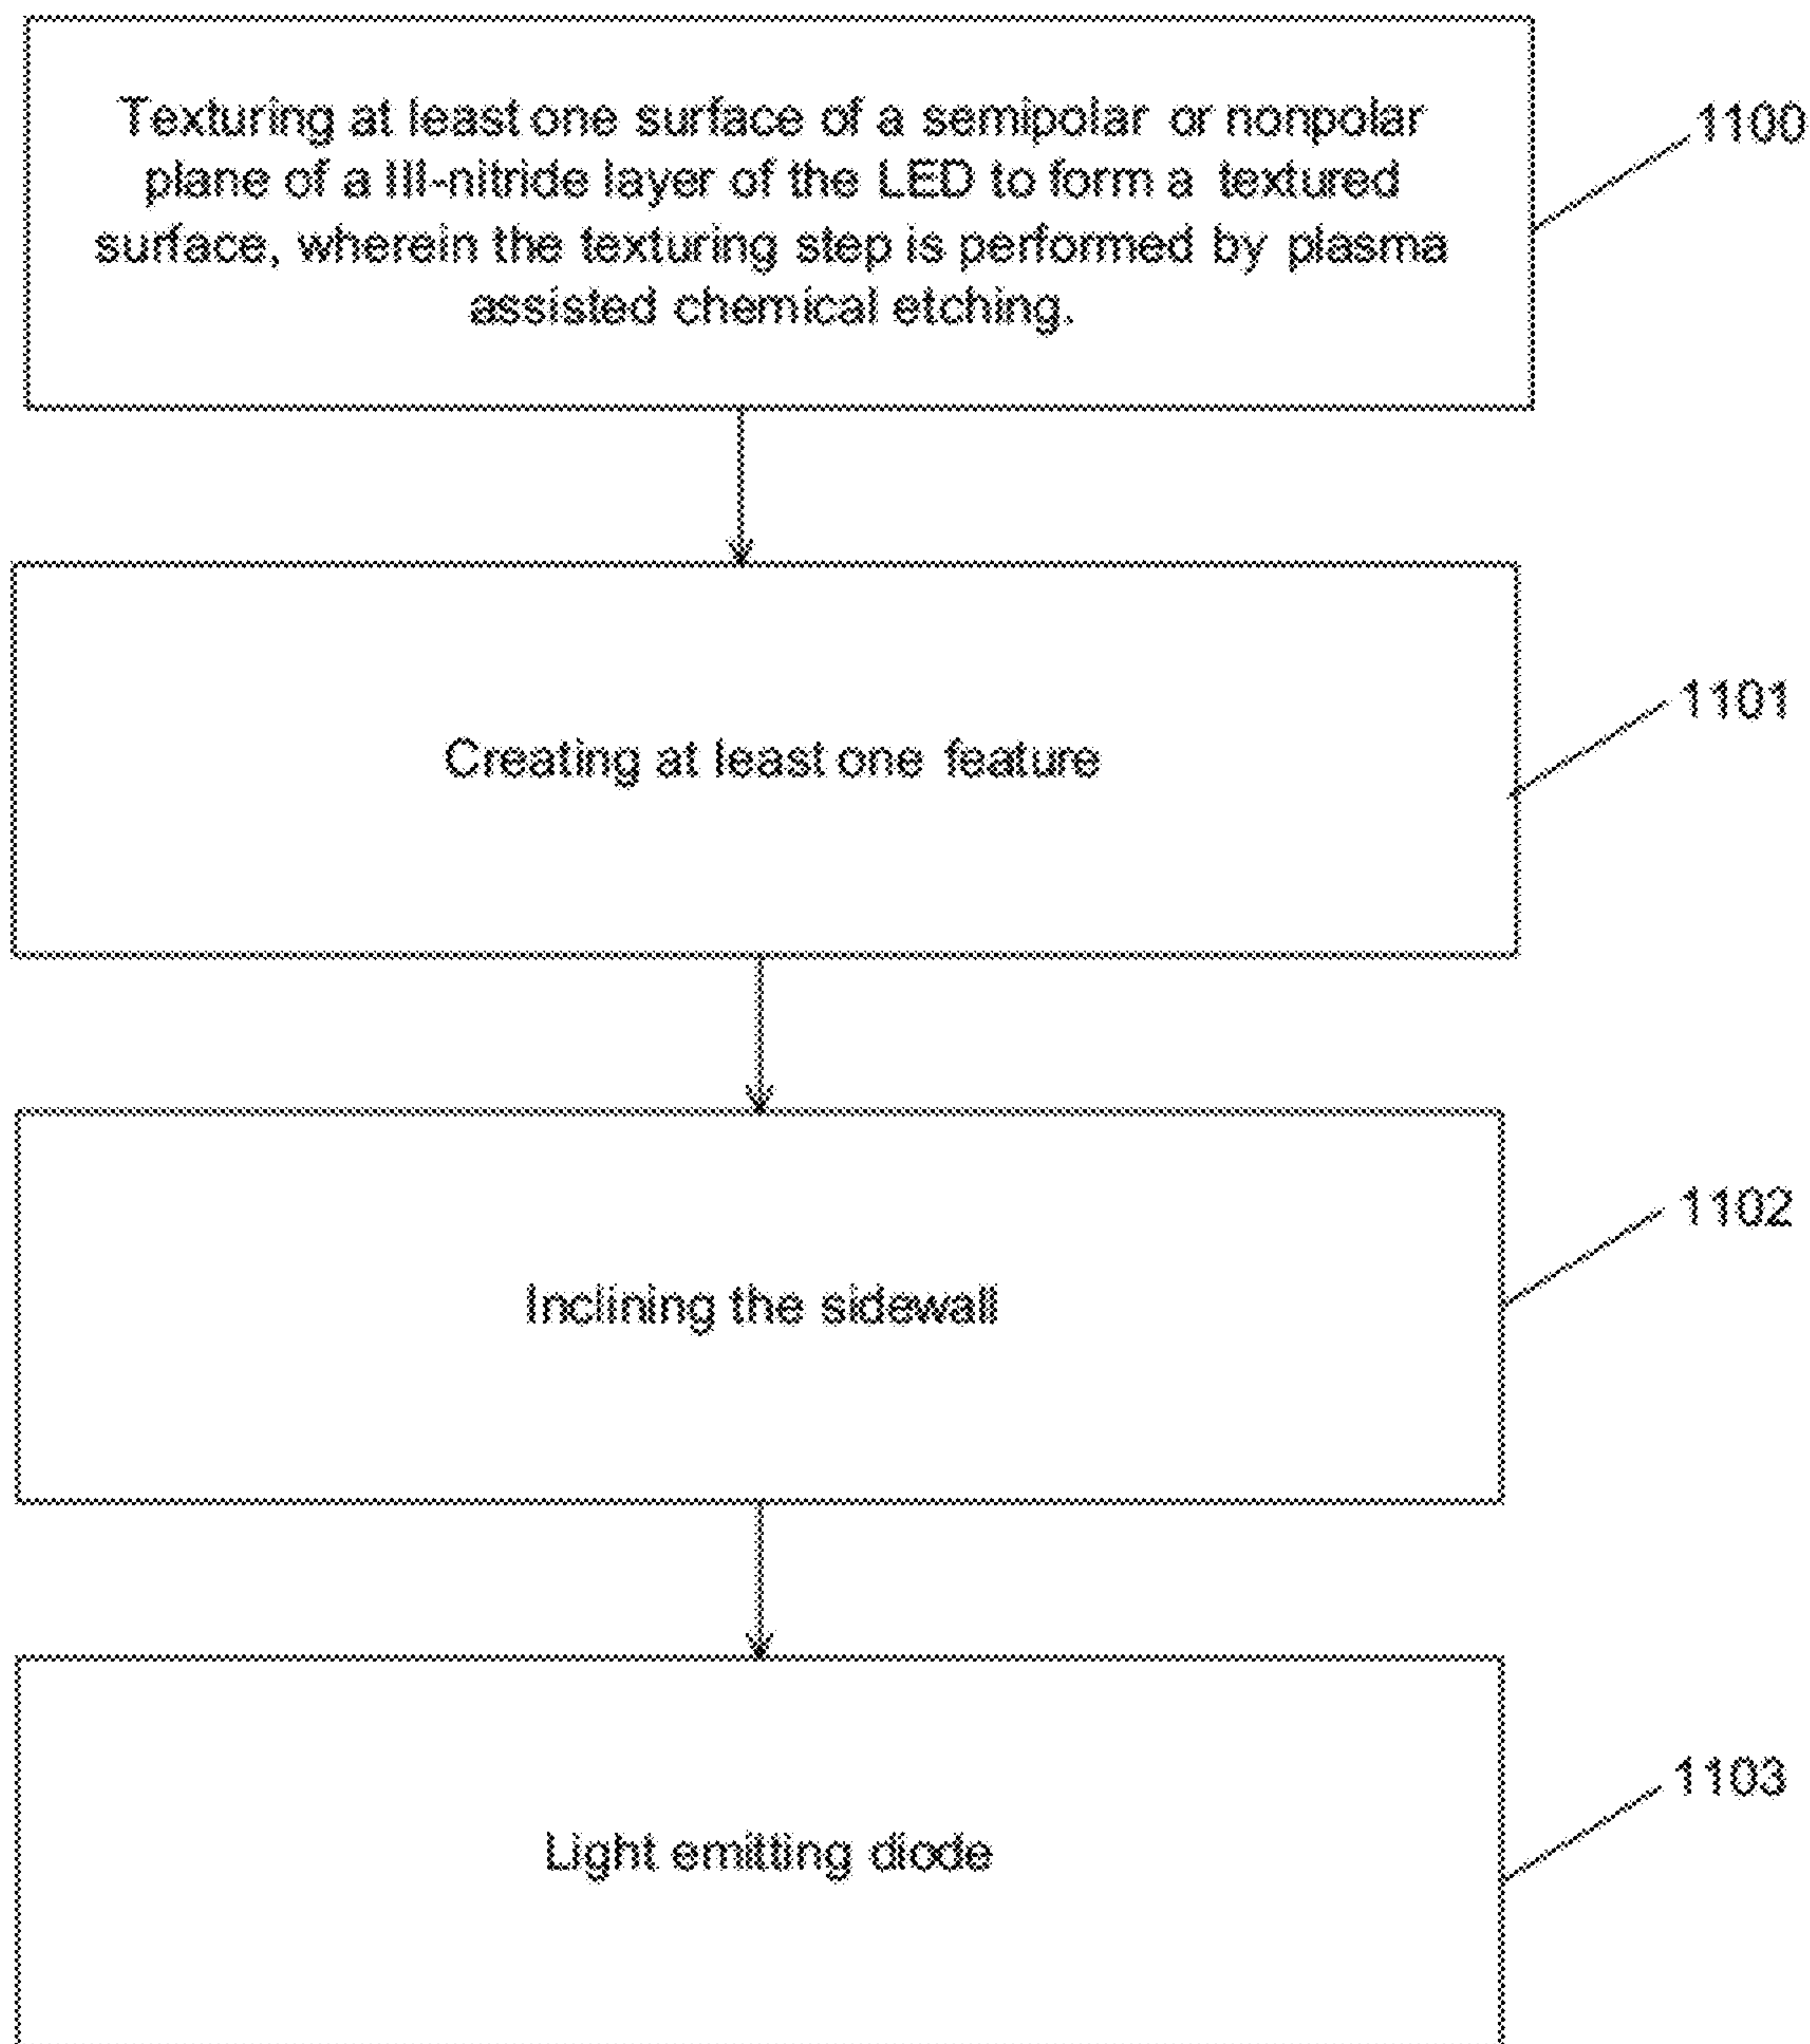 Texturing at least one surface of a semipolar or nonpolar
plane of a III-nitride layer of the LED to form a textured
surface, wherein the texturing step is performed by plasma
assisted chemical etching.
1100
Creating at least one feature
1101
Inclining the sidewall
1102
Light emitting diode
1103